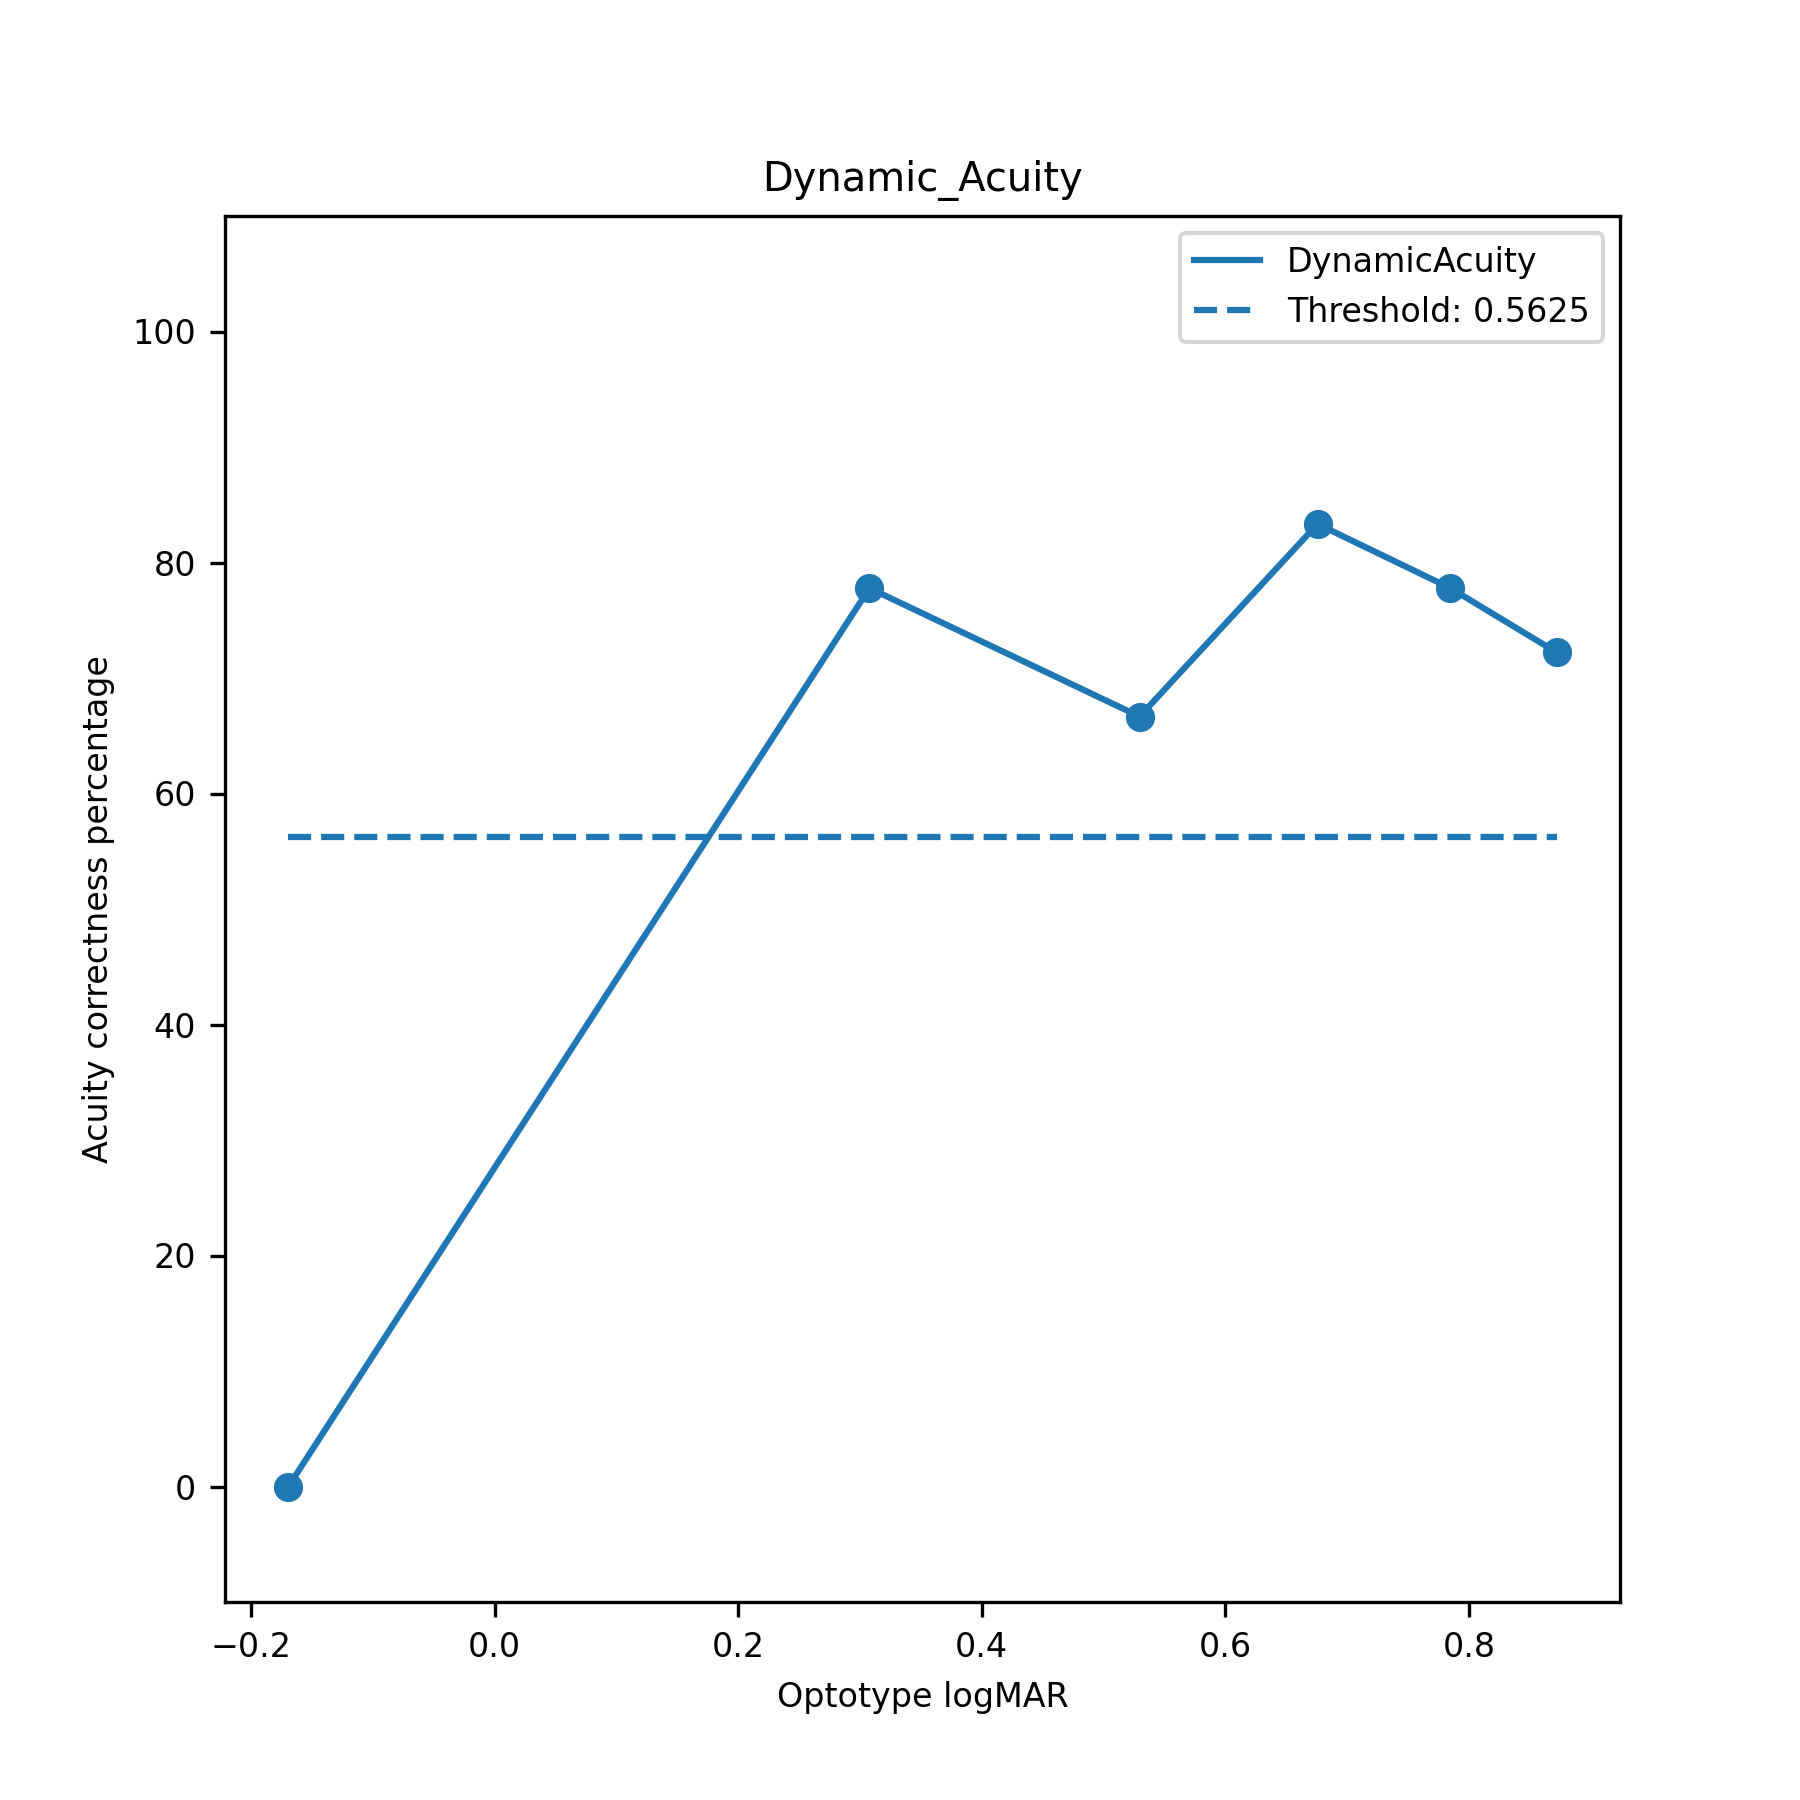 Dynamic_Acuity
DynamicAcuity
Threshold: 0.5625
100
80
60
40
20
0
Acuity correctness percentage
−0.2 0.0 0.2 0.4 0.6 0.8
Optotype logMAR